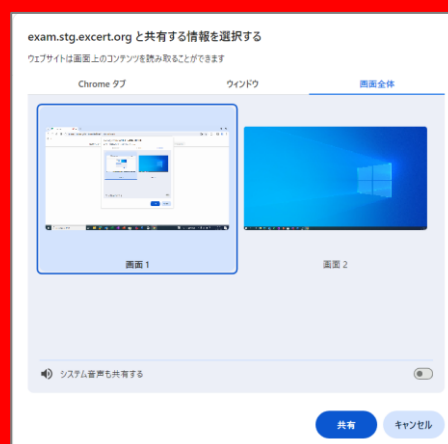 exam.stg.excert.org と共有する情報を選択する
ウェブサイトは画面上のコンテンツを読み取ることができます
Chrome タブ
ウィンドウ
画面全体
画面 1
画面 2
システム音声も共有する
共有
キャンセル